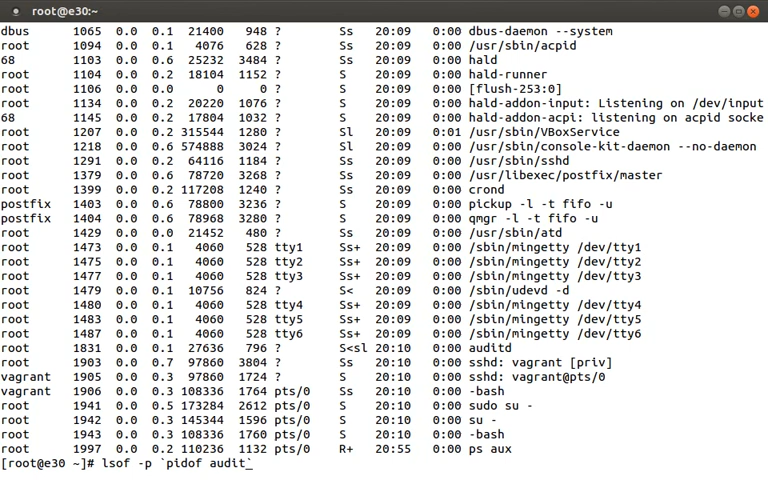 root@e30: ~
dbus 1065 0.0 0.1 21400 948 ? Ss 20:09 0:00 dbus-daemon --system
root 1094 0.0 0.1 4076 628 ? Ss 20:09 0:00 /usr/sbin/acpid
68 1103 0.0 0.6 25232 3484 ? Ss 20:09 0:00 hald
root 1104 0.0 0.2 18104 1152 ? S 20:09 0:00 hald-runner
root 1106 0.0 0.0 0 0 ? S 20:09 0:00 [flush-253:0]
root 1134 0.0 0.2 20220 1076 ? S 20:09 0:00 hald-addon-input: Listening on /dev/input
68 1145 0.0 0.2 17804 1032 ? S 20:09 0:00 hald-addon-acpi: listening on acpid socke
root 1207 0.0 0.2 315544 1280 ? Sl 20:09 0:01 /usr/sbin/VBoxService
root 1218 0.0 0.6 574888 3024 ? Sl 20:09 0:00 /usr/sbin/console-kit-daemon --no-daemon
root 1291 0.0 0.2 64116 1184 ? Ss 20:09 0:00 /usr/sbin/sshd
root 1379 0.0 0.6 78720 3268 ? Ss 20:09 0:00 /usr/libexec/postfix/master
root 1399 0.0 0.2 117208 1240 ? Ss 20:09 0:00 crond
postfix 1403 0.0 0.6 78800 3236 ? S 20:09 0:00 pickup -l -t fifo -u
postfix 1404 0.0 0.6 78968 3280 ? S 20:09 0:00 qmgr -l -t fifo -u
root 1429 0.0 0.0 21452 480 ? Ss 20:09 0:00 /usr/sbin/atd
root 1473 0.0 0.1 4060 528 tty1 Ss+ 20:09 0:00 /sbin/mingetty /dev/tty1
root 1475 0.0 0.1 4060 528 tty2 Ss+ 20:09 0:00 /sbin/mingetty /dev/tty2
root 1477 0.0 0.1 4060 528 tty3 Ss+ 20:09 0:00 /sbin/mingetty /dev/tty3
root 1479 0.0 0.1 10756 824 ? S< 20:09 0:00 /sbin/udevd -d
root 1480 0.0 0.1 4060 528 tty4 Ss+ 20:09 0:00 /sbin/mingetty /dev/tty4
root 1483 0.0 0.1 4060 528 tty5 Ss+ 20:09 0:00 /sbin/mingetty /dev/tty5
root 1487 0.0 0.1 4060 528 tty6 Ss+ 20:09 0:00 /sbin/mingetty /dev/tty6
root 1831 0.0 0.1 27636 796 ? S<sl 20:10 0:00 auditd
root 1903 0.0 0.7 97860 3804 ? Ss 20:10 0:00 sshd: vagrant [priv]
vagrant 1905 0.0 0.3 97860 1724 ? S 20:10 0:00 sshd: vagrant@pts/0
vagrant 1906 0.0 0.3 108336 1764 pts/0 Ss 20:10 0:00 -bash
root 1941 0.0 0.5 173284 2612 pts/0 S 20:10 0:00 sudo su -
root 1942 0.0 0.3 145344 1596 pts/0 S 20:10 0:00 su -
root 1943 0.0 0.3 108336 1760 pts/0 S 20:10 0:00 -bash
root 1997 0.0 0.2 110236 1132 pts/0 R+ 20:55 0:00 ps aux
[root@e30 ~]# lsof -p `pidof audit`